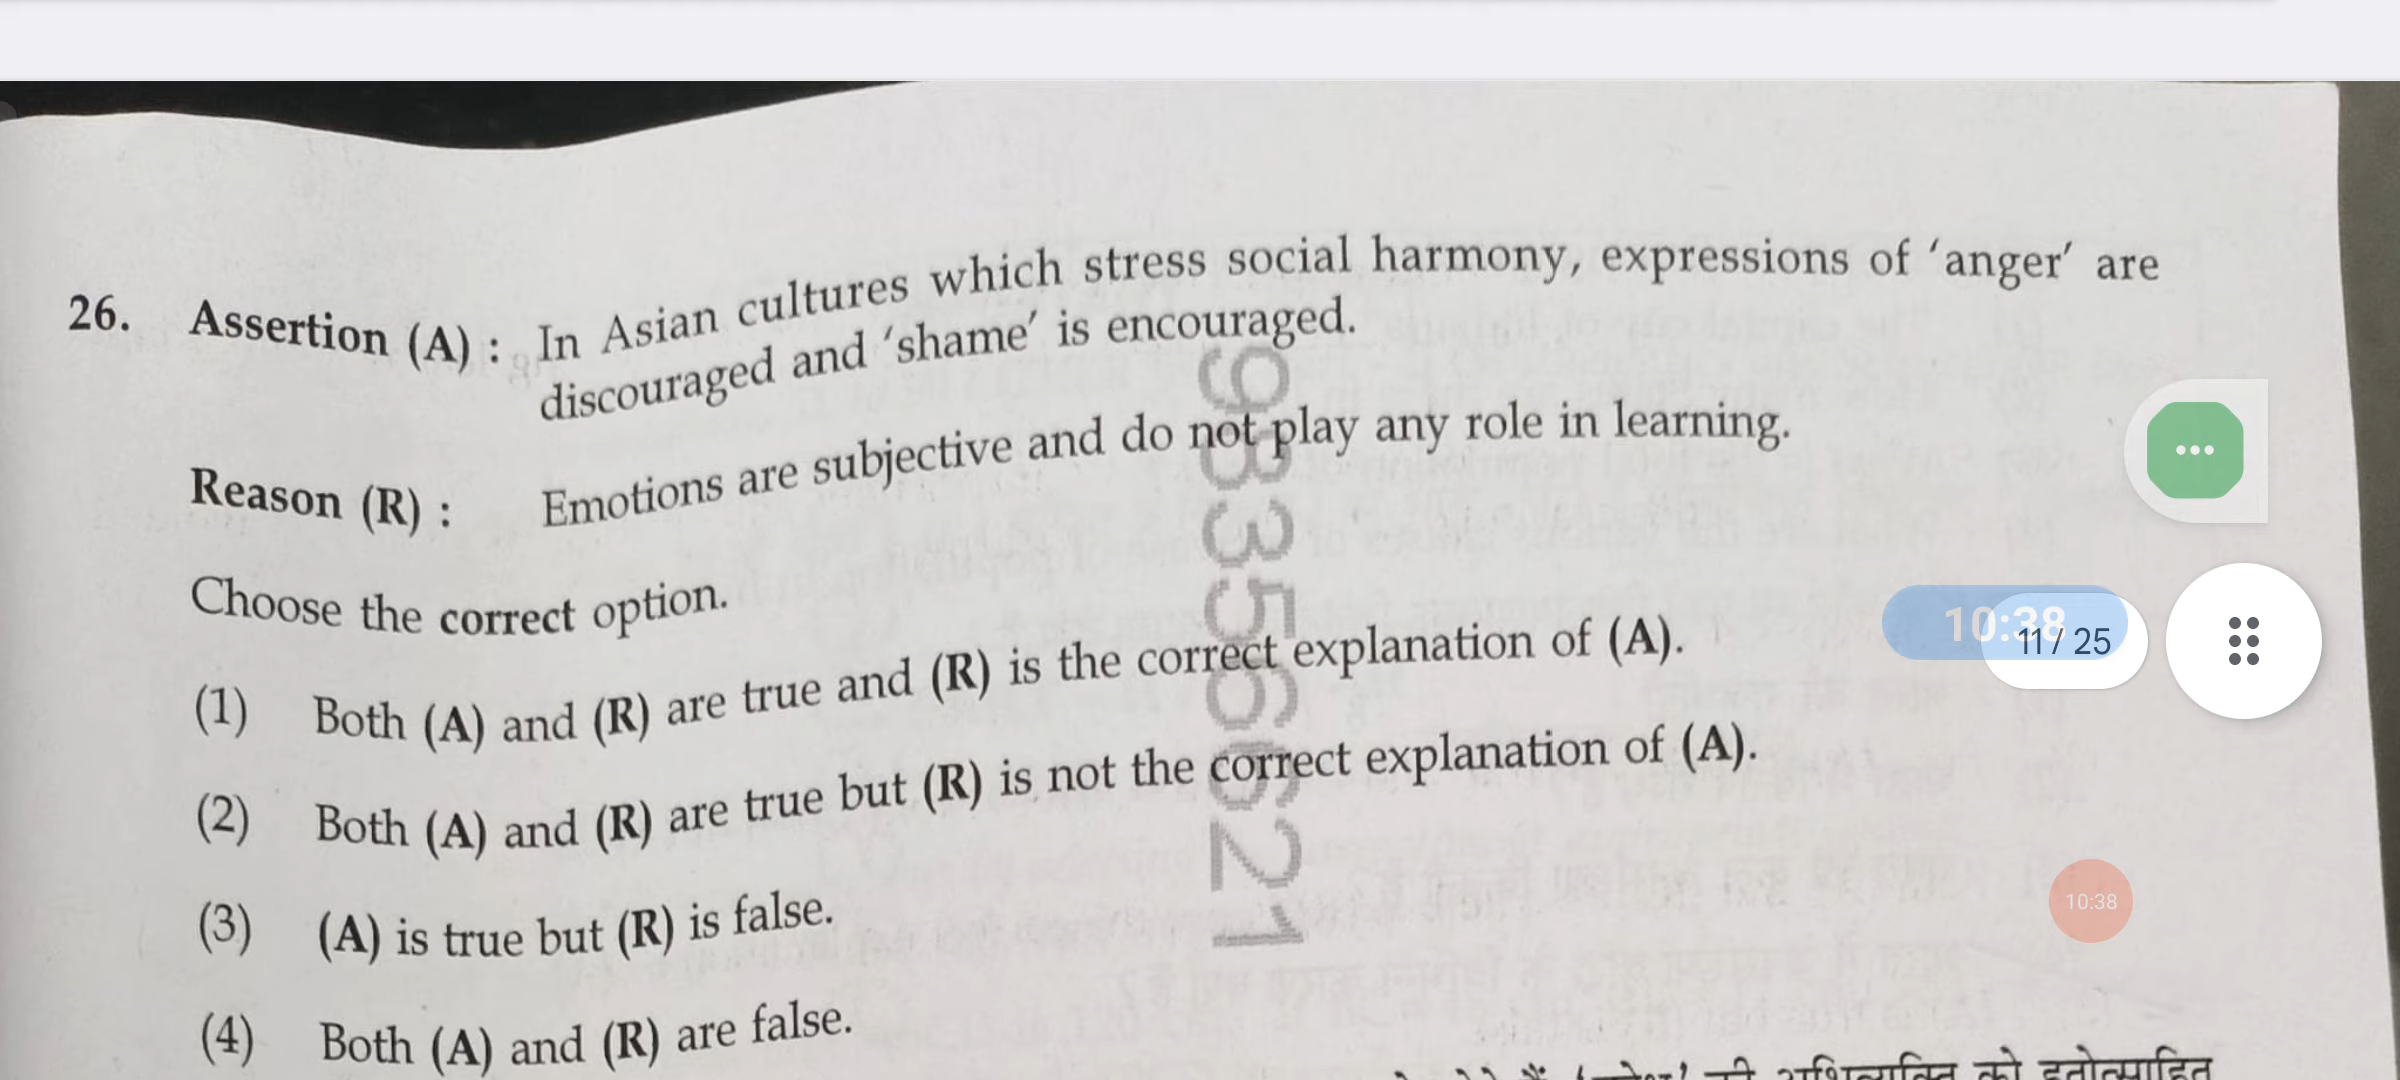 26. Assertion (A) : In Asian cultures which stress social harmony, expressions of ‘anger’ are
discouraged and ‘shame’ is encouraged.
Reason (R) : Emotions are subjective and do not play any role in learning.
Choose the correct option.
(1) Both (A) and (R) are true and (R) is the correct explanation of (A).
(2) Both (A) and (R) are true but (R) is not the correct explanation of (A).
(3) (A) is true but (R) is false.
(4) Both (A) and (R) are false.
की अभिव्यक्ति को हतोत्साहित
10:38
11 / 25
10:38